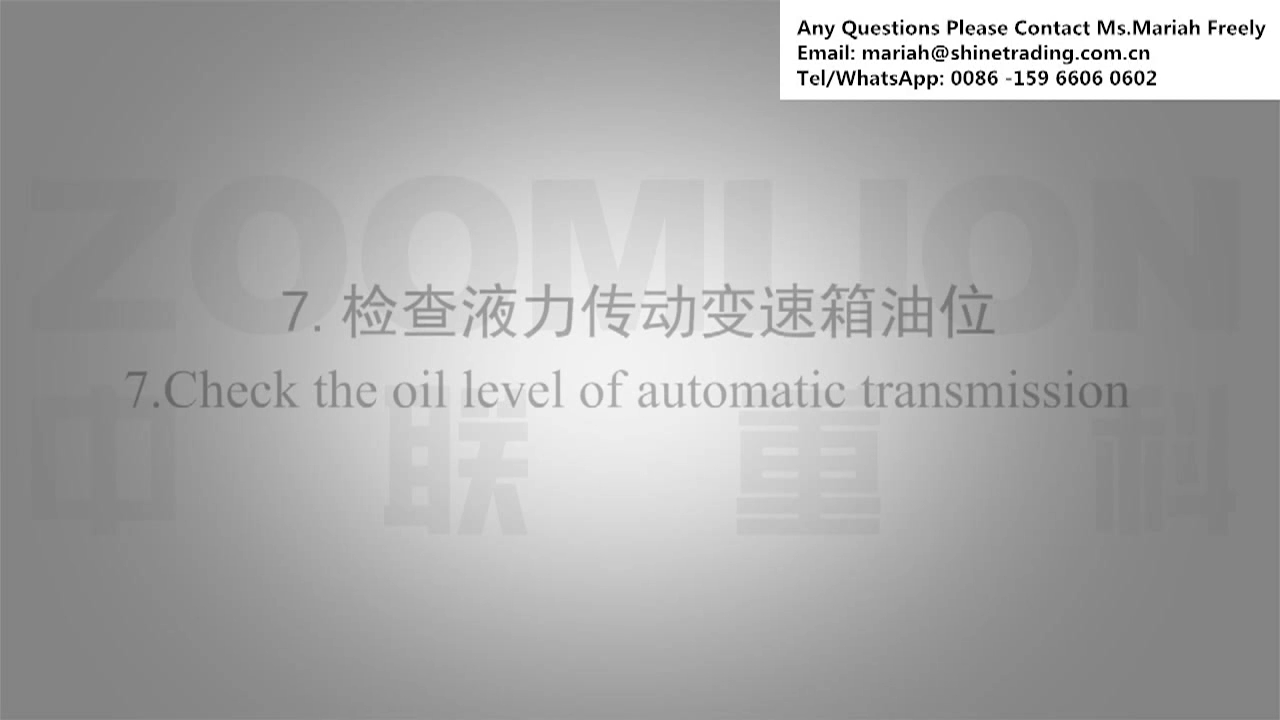 Any Questions Please Contact Ms.Mariah Freely
Email: mariah@shinetrading.com.cn
Tel/WhatsApp: 0086 -159 6606 0602
ZOOMLION
7. 检查液力传动变速箱油位
7.Check the oil level of automatic transmission
中联重科